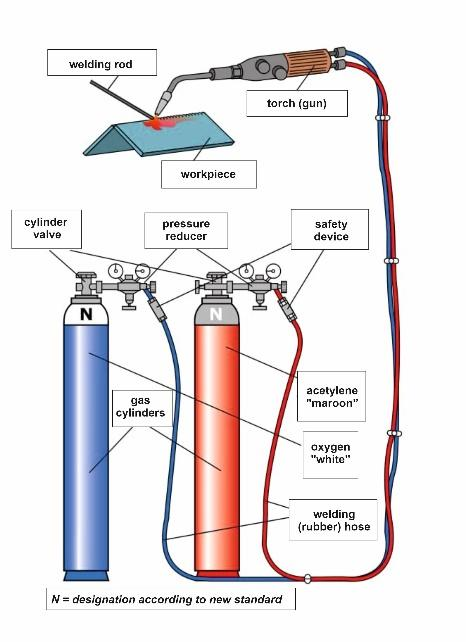 welding rod
torch (gun)
workpiece
cylinder
valve
pressure
reducer
safety
device
N
N
acetylene
"maroon"
gas
cylinders
oxygen
"white"
welding
(rubber) hose
N = designation according to new standard